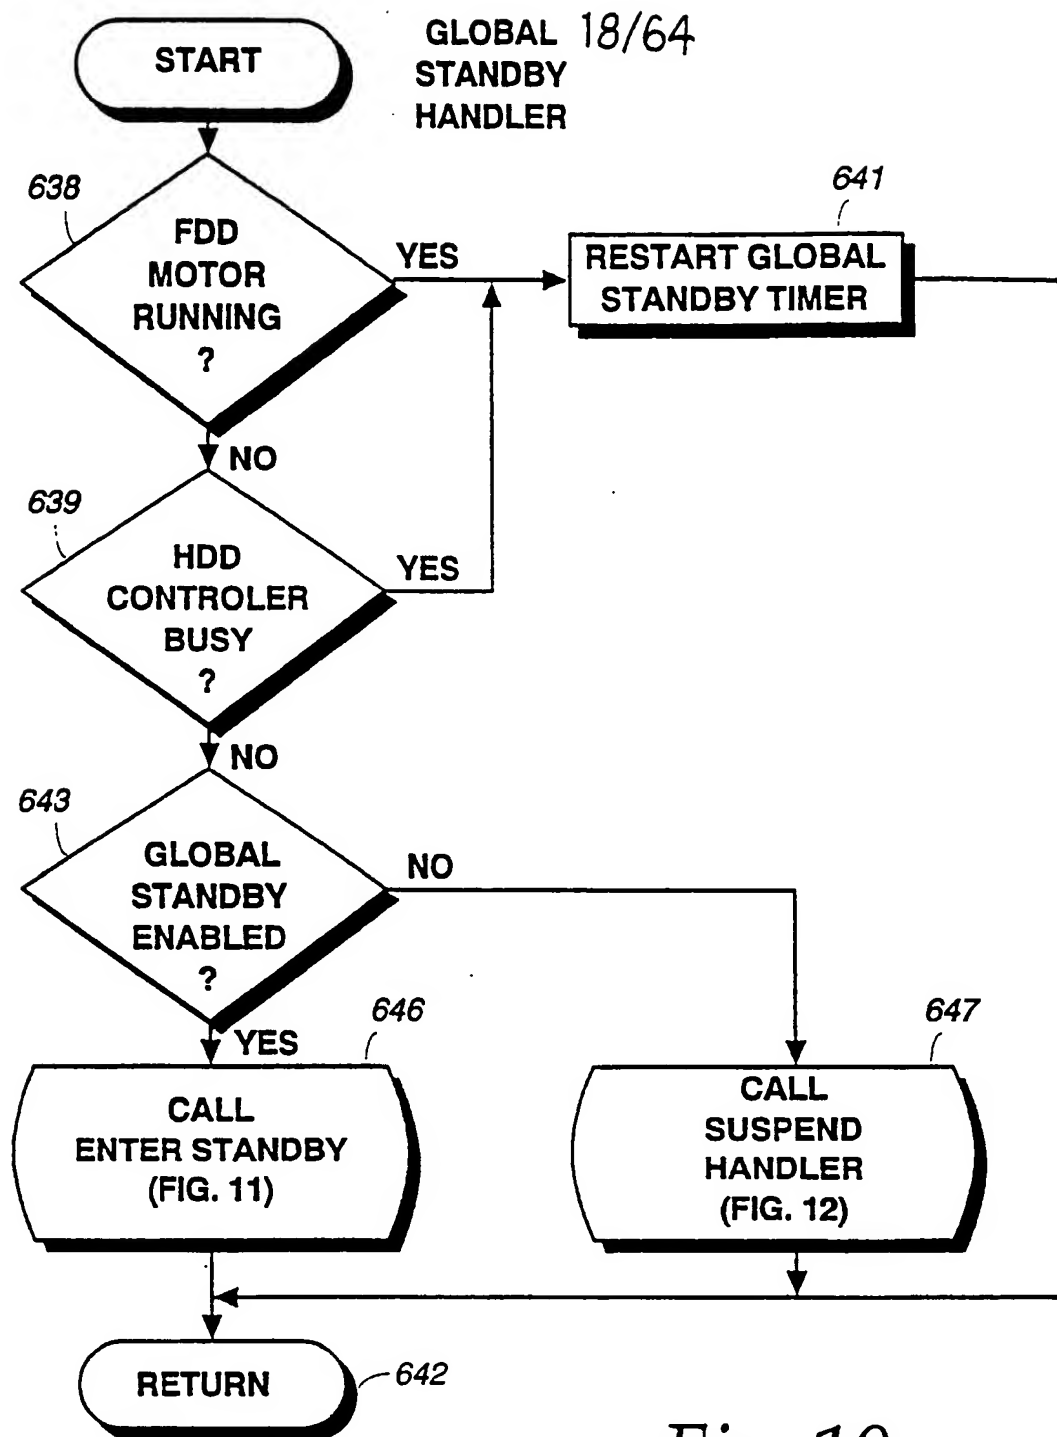 START
GLOBAL 18/64
STANDBY
HANDLER
638
FDD
MOTOR
RUNNING
?
YES
641
RESTART GLOBAL
STANDBY TIMER
NO
639
HDD
CONTROLER
BUSY
?
YES
NO
643
GLOBAL
STANDBY
ENABLED
?
NO
YES
646
CALL
ENTER STANDBY
(FIG. 11)
647
CALL
SUSPEND
HANDLER
(FIG. 12)
RETURN
642
Fig. 10